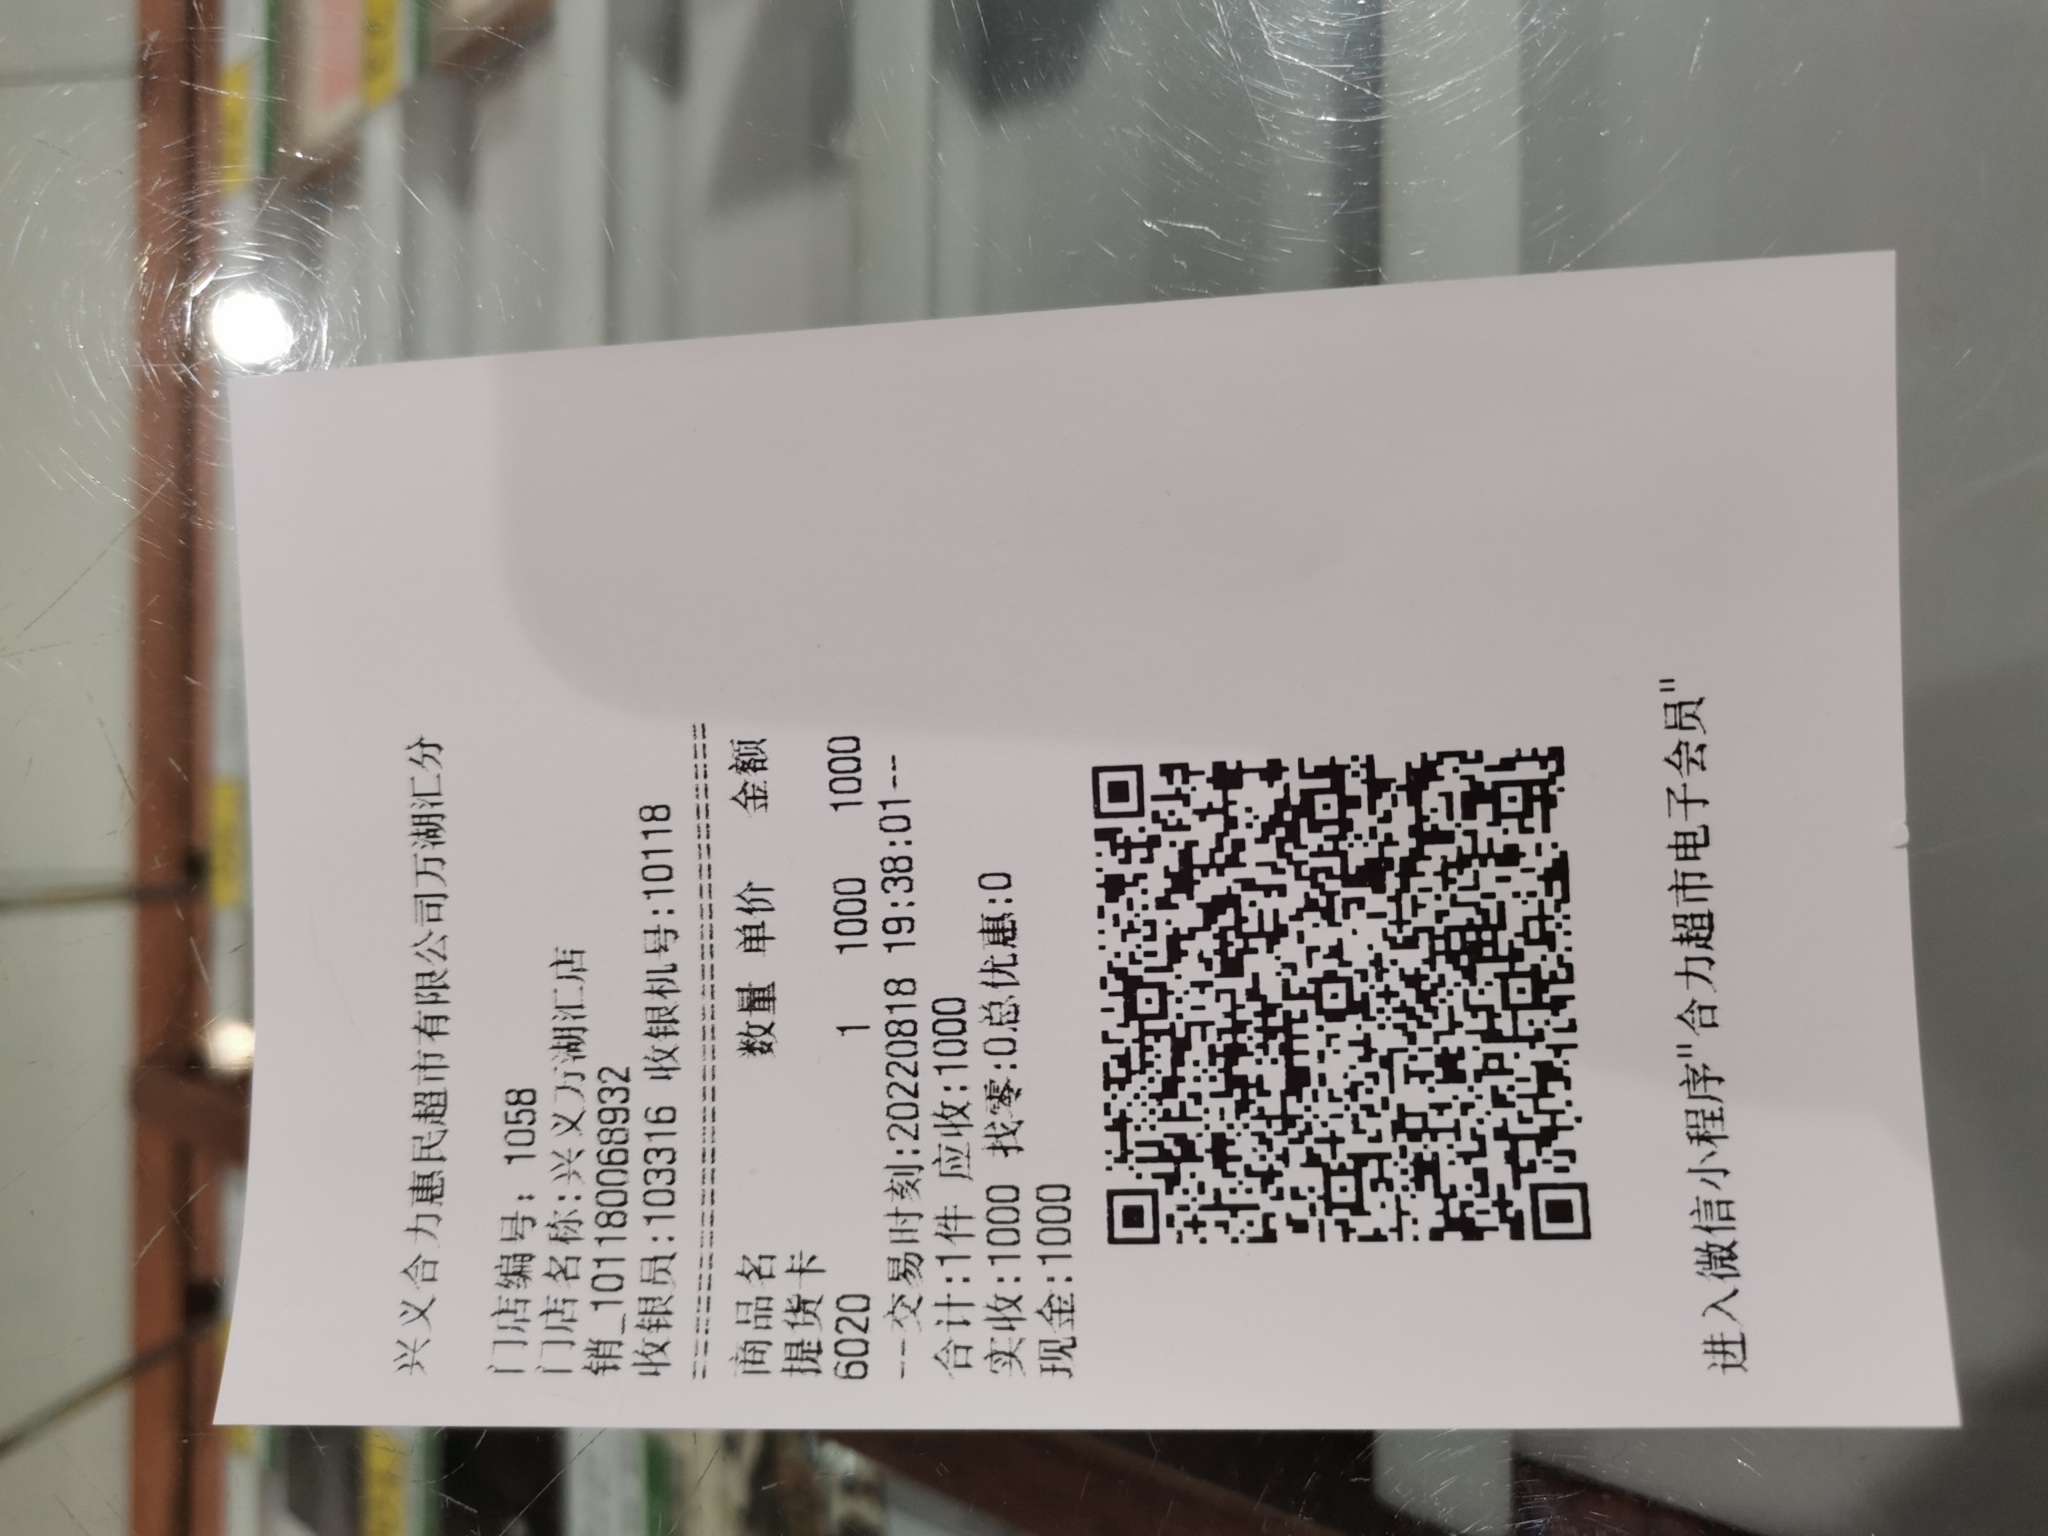 兴义合力惠民超市有限公司万湖汇分
门店编号: 1058
门店名称:兴义万湖汇店
销_101180068932
收银员:103316 收银机号:10118
商品名 数量 单价 金额
提货卡
6020 1 1000 1000
---交易时刻:20220818 19:38:01--
合计:1件 应收:1000
实收:1000 找零:0总优惠:0
现金:1000
进入微信小程序"合力超市电子会员"